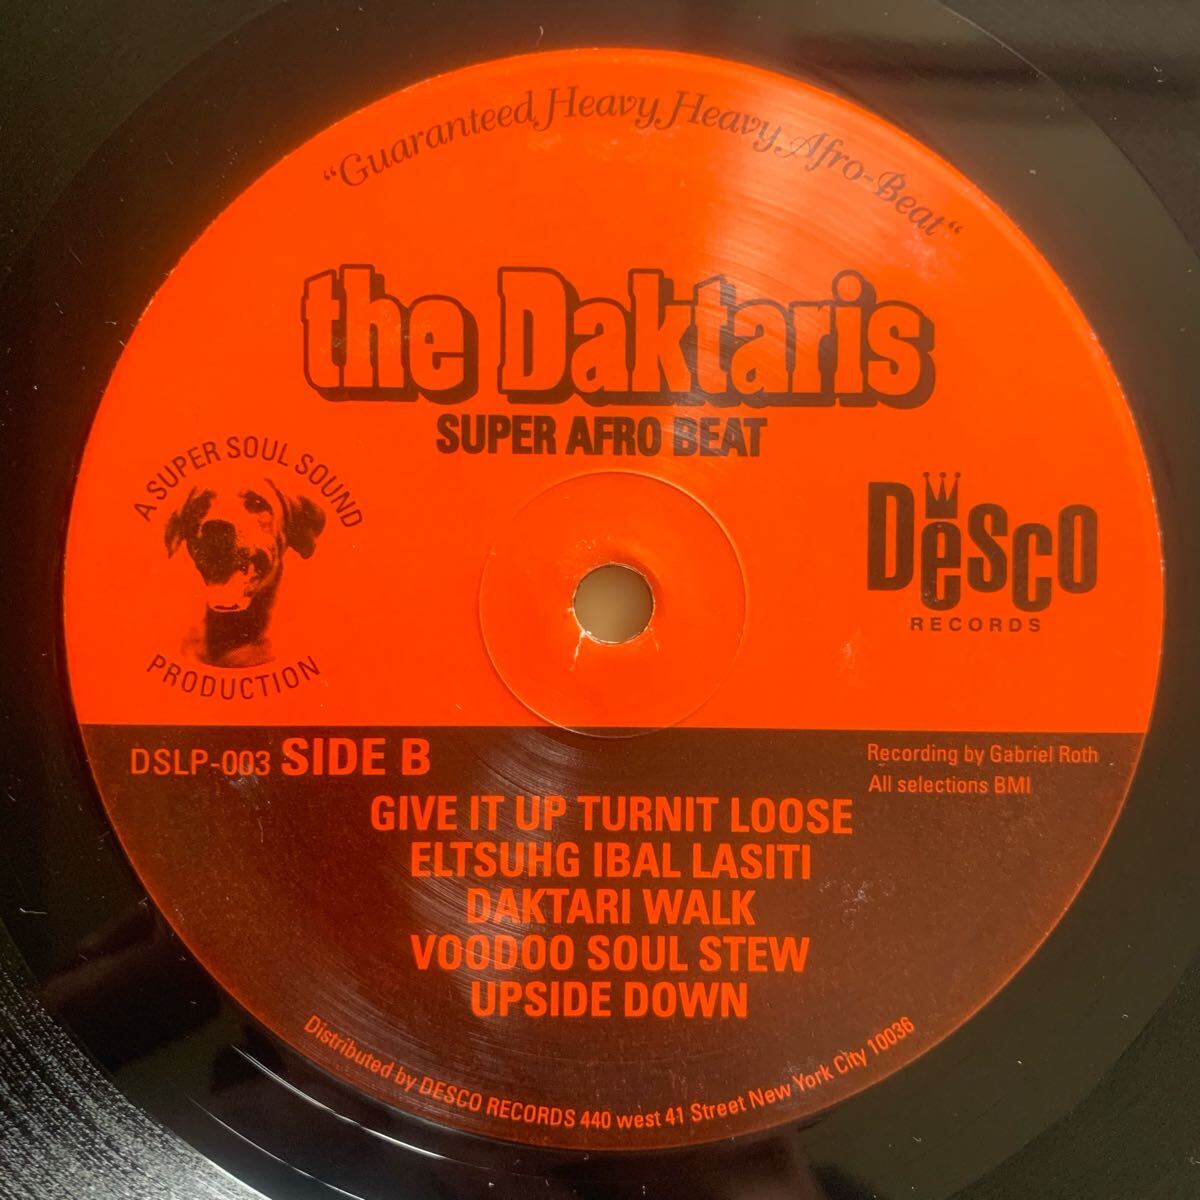 “Guaranteed Heavy Heavy Afro-Beat“
the Daktaris
SUPER AFRO BEAT
A SUPER SOUL SOUND
PRODUCTION
Desco
RECORDS
DSLP-003 SIDE B
Recording by Gabriel Roth
All selections BMI
GIVE IT UP TURNIT LOOSE
ELTSUHG IBAL LASITI
DAKTARI WALK
VOODOO SOUL STEW
UPSIDE DOWN
Distributed by DESCO RECORDS 440 west 41 Street New York City 10036